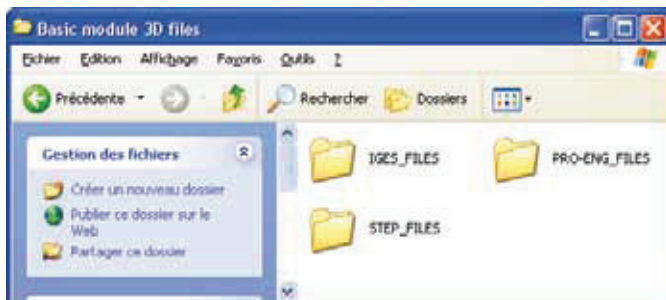 Basic module 3D files
Fichier Edition Affichage Favoris Outils ?
Précédente Rechercher Dossiers
Gestion des fichiers
Créer un nouveau dossier
Publier ce dossier sur le
Web
Partager ce dossier
IGES_FILES PRO-ENG_FILES
STEP_FILES